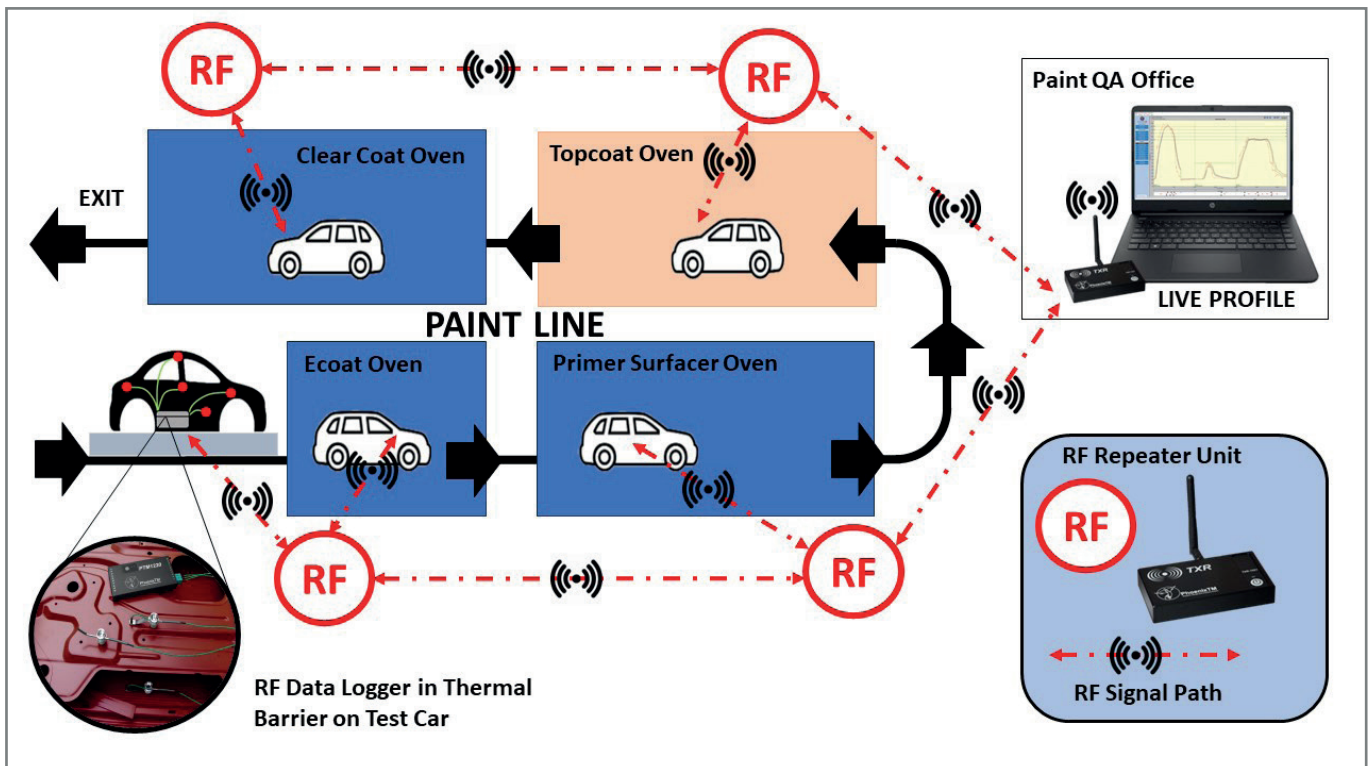 RF
RF
Paint QA Office
Clear Coat Oven
Topcoat Oven
EXIT
TXR
LIVE PROFILE
PAINT LINE
Ecoat Oven
Primer Surfacer Oven
RF Repeater Unit
RF
TXR
PhoenixTM
RF
RF
PTM1220
PhoenixTM
RF Signal Path
RF Data Logger in Thermal
Barrier on Test Car